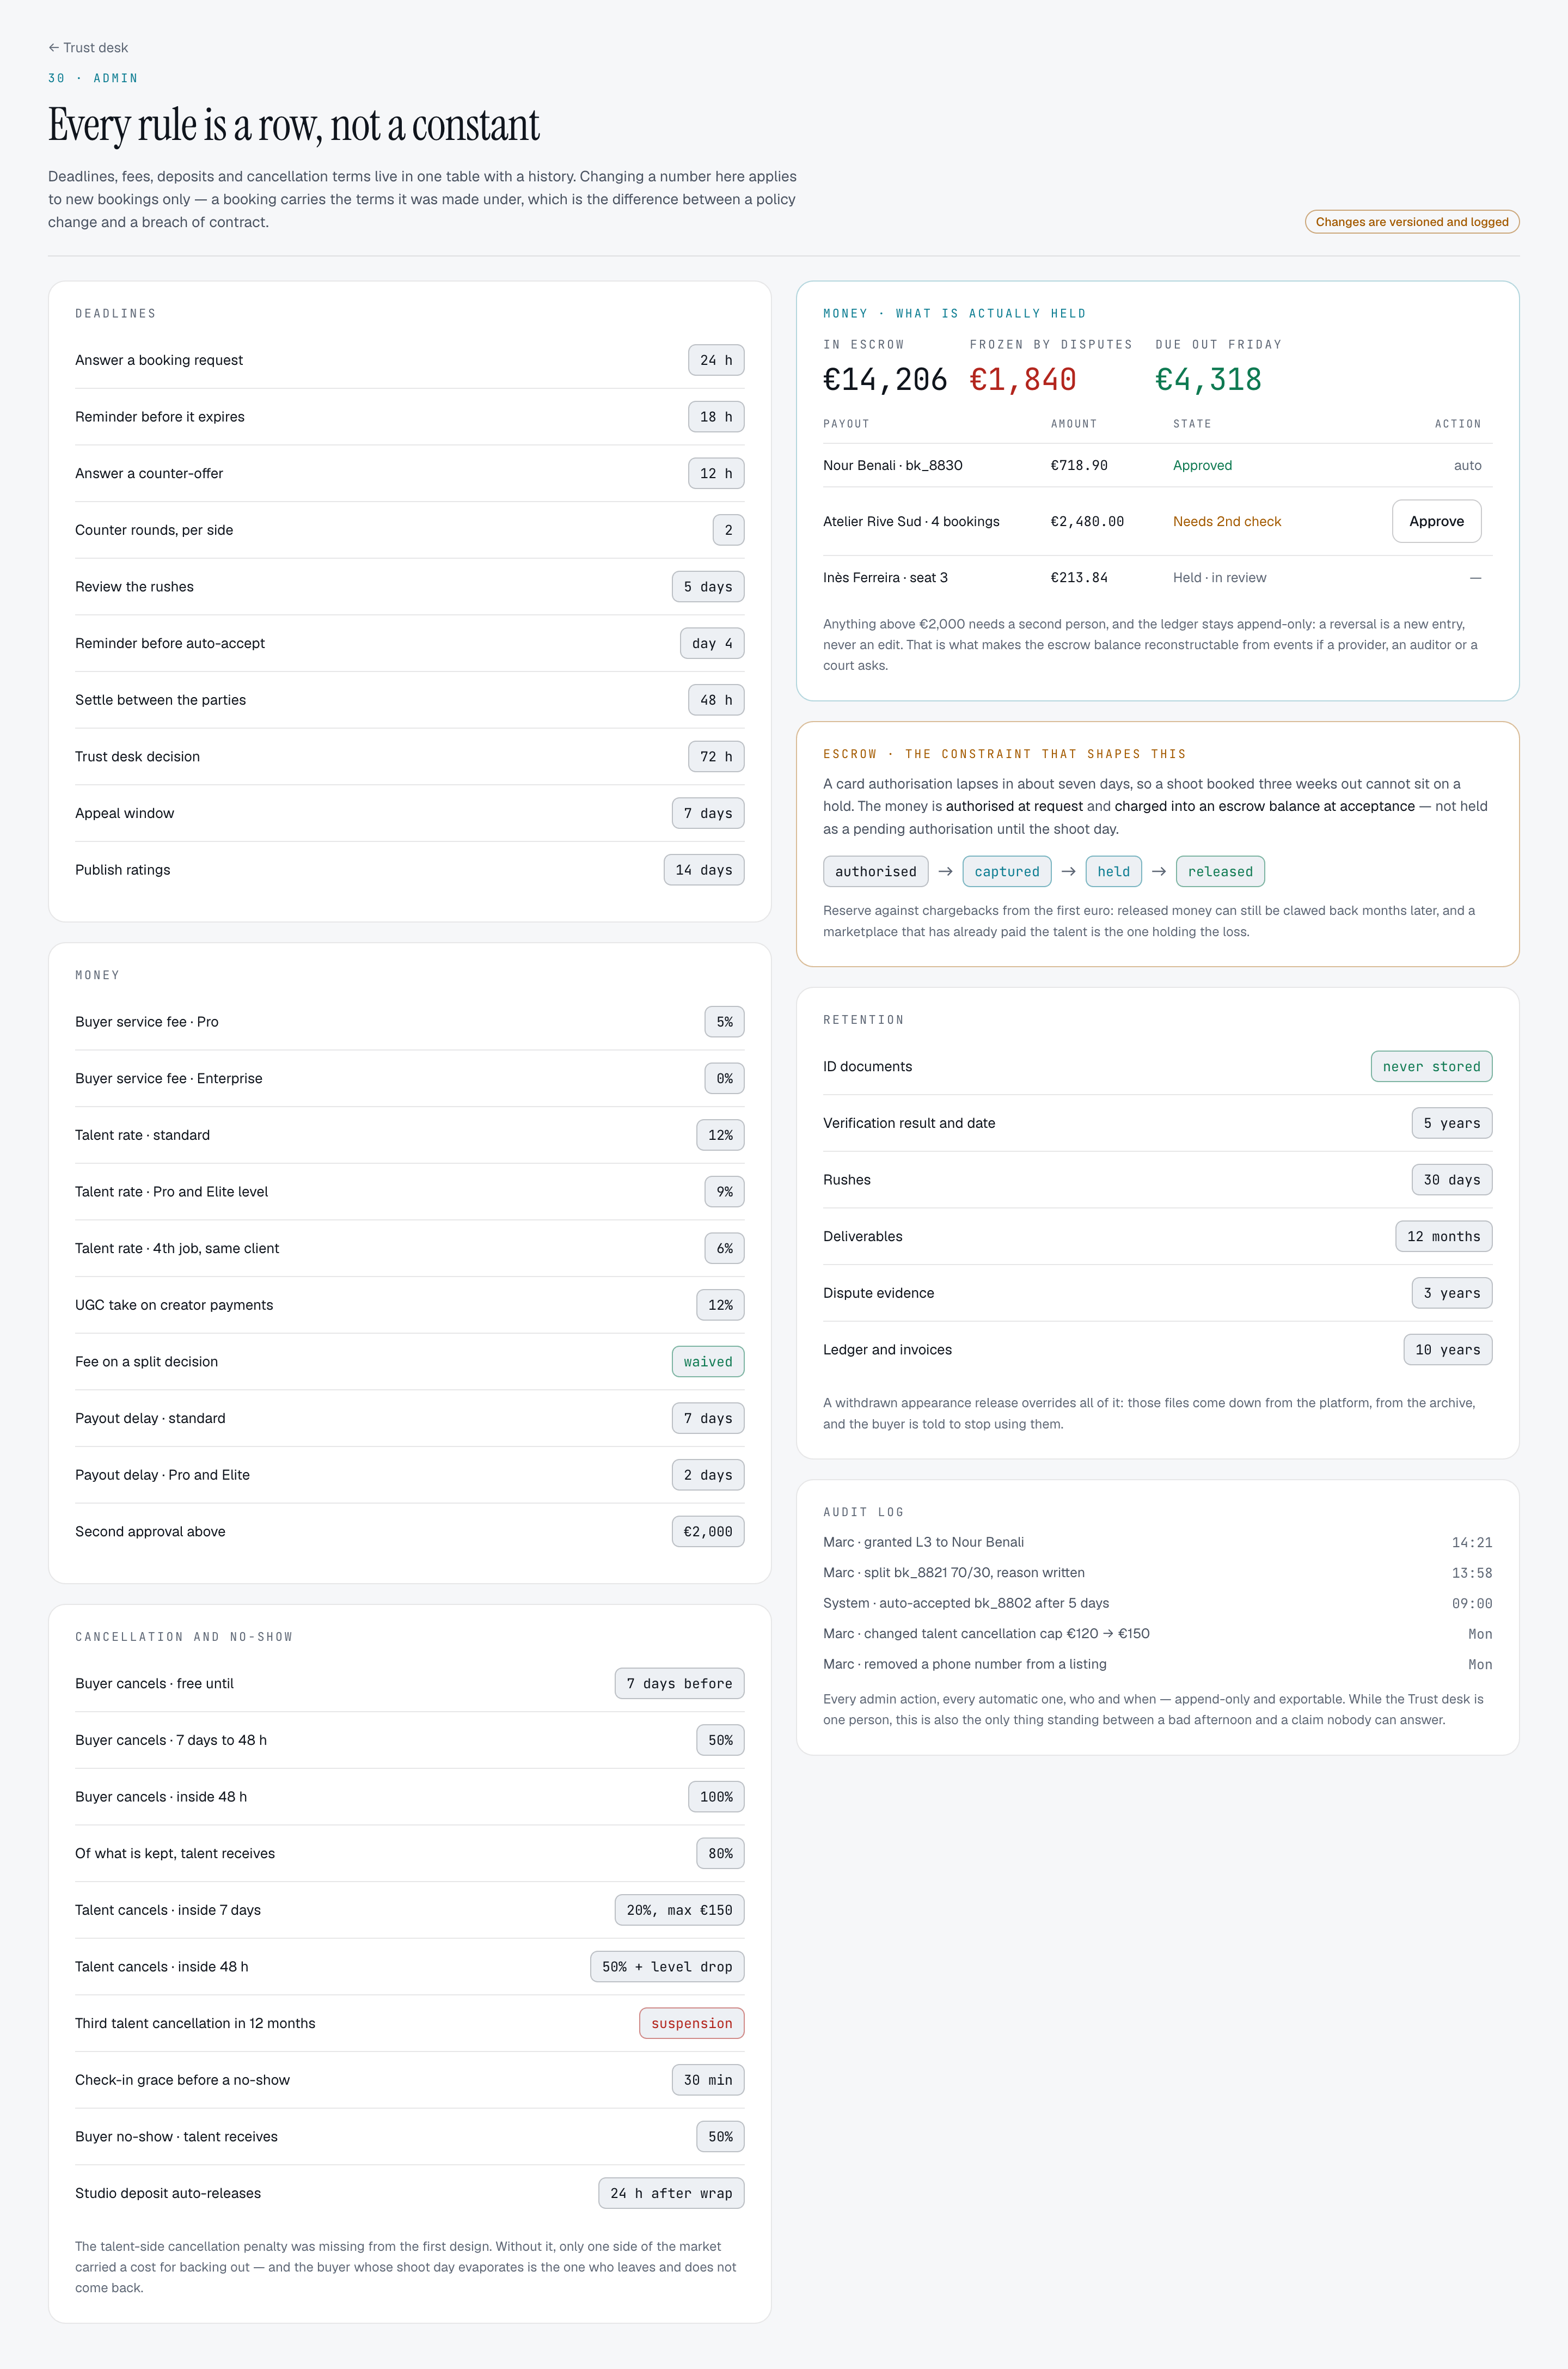 ← Trust desk
30 · ADMIN
Every rule is a row, not a constant
Deadlines, fees, deposits and cancellation terms live in one table with a history. Changing a number here applies
to new bookings only — a booking carries the terms it was made under, which is the difference between a policy
change and a breach of contract.
Changes are versioned and logged
DEADLINES
Answer a booking request 24 h
Reminder before it expires 18 h
Answer a counter-offer 12 h
Counter rounds, per side 2
Review the rushes 5 days
Reminder before auto-accept day 4
Settle between the parties 48 h
Trust desk decision 72 h
Appeal window 7 days
Publish ratings 14 days
MONEY
Buyer service fee · Pro 5%
Buyer service fee · Enterprise 0%
Talent rate · standard 12%
Talent rate · Pro and Elite level 9%
Talent rate · 4th job, same client 6%
UGC take on creator payments 12%
Fee on a split decision waived
Payout delay · standard 7 days
Payout delay · Pro and Elite 2 days
Second approval above €2,000
CANCELLATION AND NO-SHOW
Buyer cancels · free until 7 days before
Buyer cancels · 7 days to 48 h 50%
Buyer cancels · inside 48 h 100%
Of what is kept, talent receives 80%
Talent cancels · inside 7 days 20%, max €150
Talent cancels · inside 48 h 50% + level drop
Third talent cancellation in 12 months suspension
Check-in grace before a no-show 30 min
Buyer no-show · talent receives 50%
Studio deposit auto-releases 24 h after wrap
The talent-side cancellation penalty was missing from the first design. Without it, only one side of the market
carried a cost for backing out — and the buyer whose shoot day evaporates is the one who leaves and does not
come back.
MONEY · WHAT IS ACTUALLY HELD
IN ESCROW FROZEN BY DISPUTES DUE OUT FRIDAY
€14,206 €1,840 €4,318
PAYOUT AMOUNT STATE ACTION
Nour Benali · bk_8830 €718.90 Approved auto
Atelier Rive Sud · 4 bookings €2,480.00 Needs 2nd check Approve
Inès Ferreira · seat 3 €213.84 Held · in review —
Anything above €2,000 needs a second person, and the ledger stays append-only: a reversal is a new entry,
never an edit. That is what makes the escrow balance reconstructable from events if a provider, an auditor or a
court asks.
ESCROW · THE CONSTRAINT THAT SHAPES THIS
A card authorisation lapses in about seven days, so a shoot booked three weeks out cannot sit on a
hold. The money is authorised at request and charged into an escrow balance at acceptance — not held
as a pending authorisation until the shoot day.
authorised → captured → held → released
Reserve against chargebacks from the first euro: released money can still be clawed back months later, and a
marketplace that has already paid the talent is the one holding the loss.
RETENTION
ID documents never stored
Verification result and date 5 years
Rushes 30 days
Deliverables 12 months
Dispute evidence 3 years
Ledger and invoices 10 years
A withdrawn appearance release overrides all of it: those files come down from the platform, from the archive,
and the buyer is told to stop using them.
AUDIT LOG
Marc · granted L3 to Nour Benali 14:21
Marc · split bk_8821 70/30, reason written 13:58
System · auto-accepted bk_8802 after 5 days 09:00
Marc · changed talent cancellation cap €120 → €150 Mon
Marc · removed a phone number from a listing Mon
Every admin action, every automatic one, who and when — append-only and exportable. While the Trust desk is
one person, this is also the only thing standing between a bad afternoon and a claim nobody can answer.